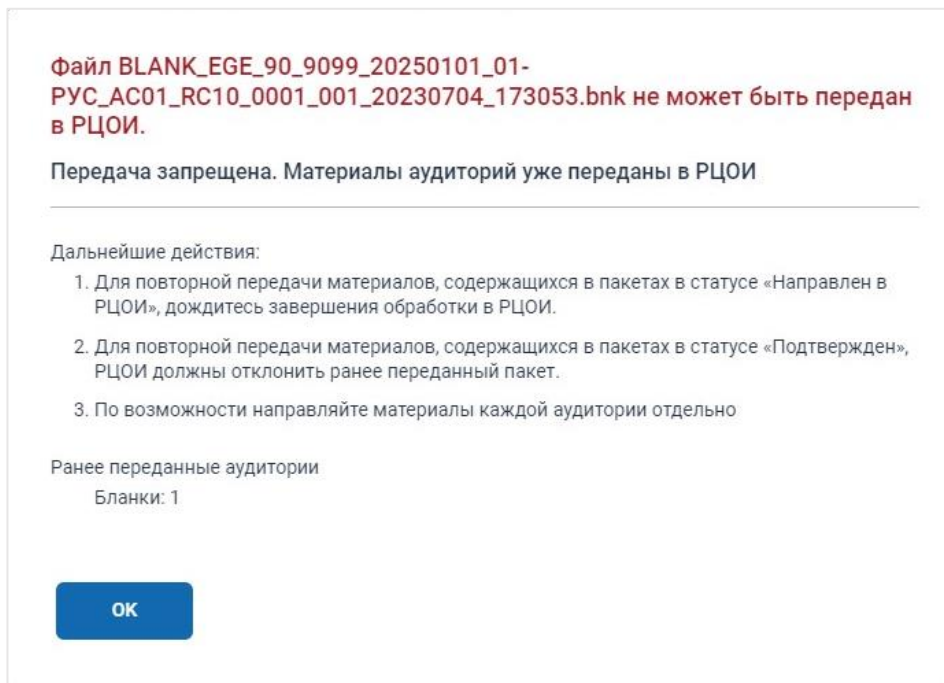 Файл BLANK_EGE_90_9099_20250101_01-
РУС_AC01_RC10_0001_001_20230704_173053.bnk не может быть передан
в РЦОИ.
Передача запрещена. Материалы аудиторий уже переданы в РЦОИ
Дальнейшие действия:
1. Для повторной передачи материалов, содержащихся в пакетах в статусе «Направлен в
РЦОИ», дождитесь завершения обработки в РЦОИ.
2. Для повторной передачи материалов, содержащихся в пакетах в статусе «Подтвержден»,
РЦОИ должны отклонить ранее переданный пакет.
3. По возможности направляйте материалы каждой аудитории отдельно
Ранее переданные аудитории
Бланки: 1
ОК